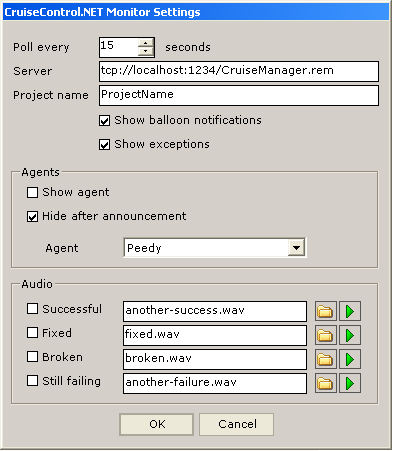 CruiseControl.NET Monitor Settings
Poll every 15 seconds
Server tcp://localhost:1234/CruiseManager.rem
Project name ProjectName
Show balloon notifications
Show exceptions
Agents
Show agent
Hide after announcement
Agent Peedy
Audio
Successful another-success.wav
Fixed fixed.wav
Broken broken.wav
Still failing another-failure.wav
OK Cancel